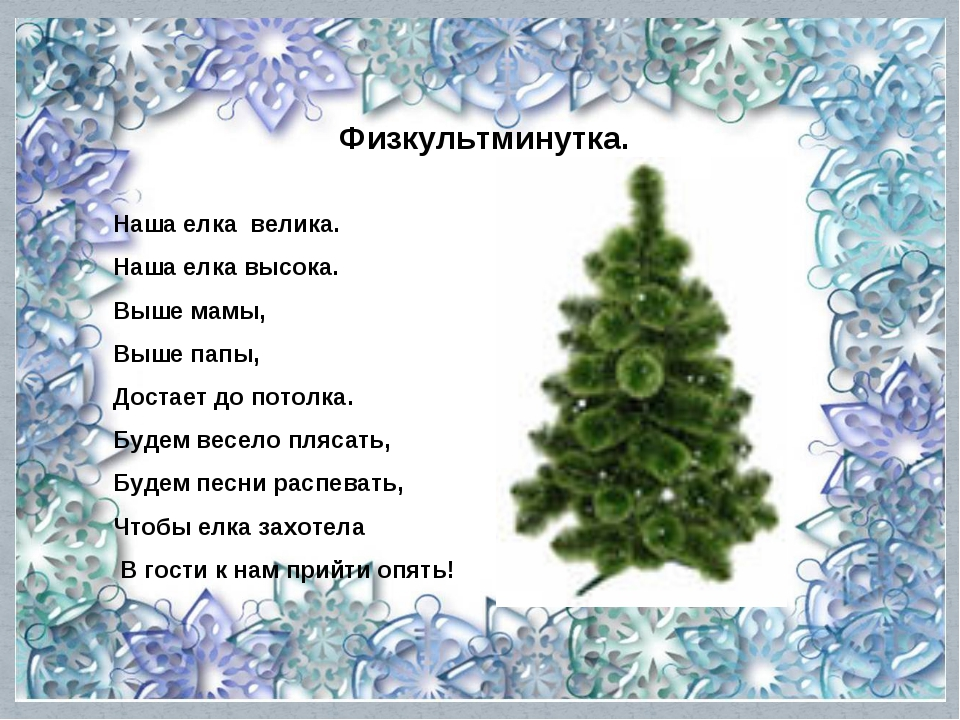 Физкультминутка.
Наша елка  велика.
Наша елка высока.
Выше мамы,
Выше папы,
Достает до потолка.
Будем весело плясать,
Будем песни распевать,
Чтобы елка захотела
В гости к нам прийти опять!